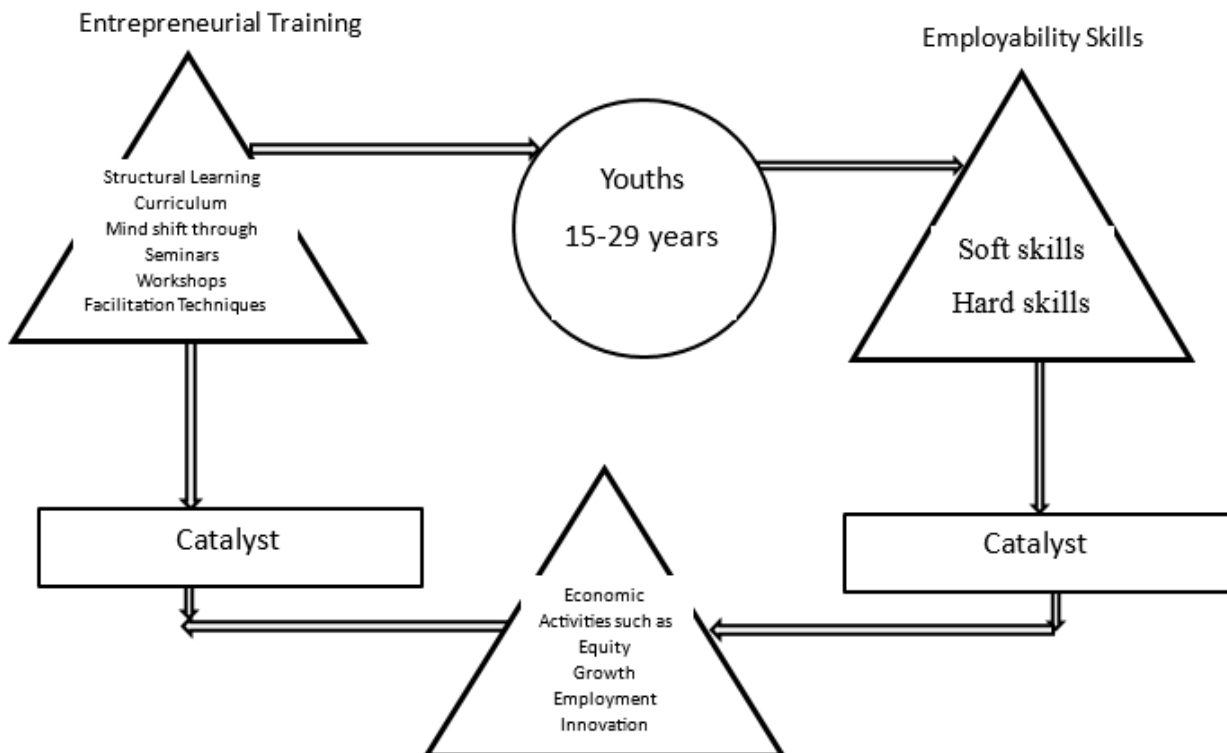 Entrepreneurial Training
Employability Skills
Structural Learning
Curriculum
Mind shift through
Seminars
Workshops
Facilitation Techniques
Youths
15-29 years
Soft skills
Hard skills
Catalyst
Catalyst
Economic
Activities such as
Equity
Growth
Employment
Innovation